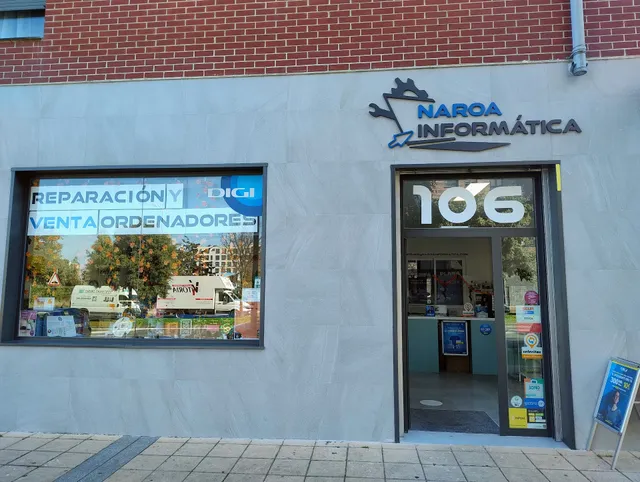 NAROA
INFORMÁTICA
REPARACIÓN Y
VENTA ORDENADORES
DIGI
106